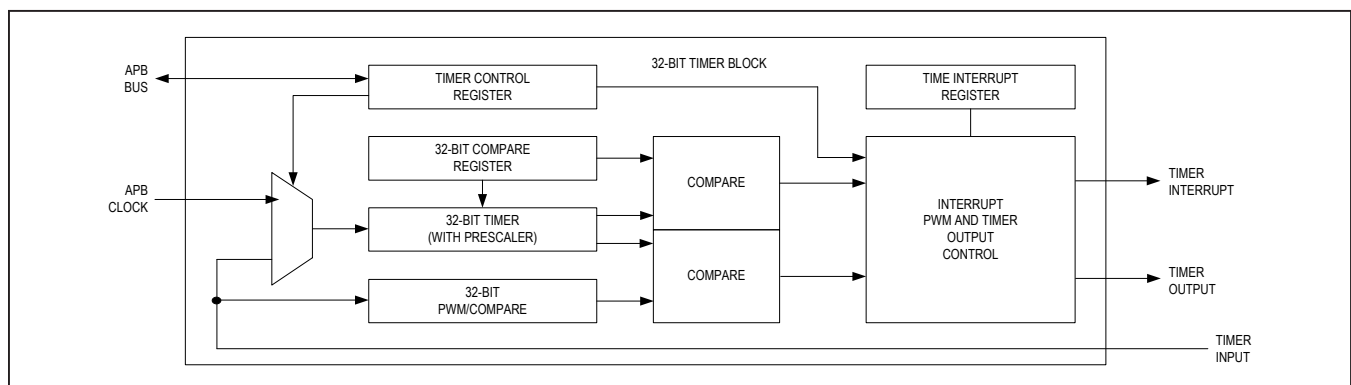 APB
BUS
TIMER CONTROL
REGISTER
32-BIT TIMER BLOCK
TIME INTERRUPT
REGISTER
32-BIT COMPARE
REGISTER
COMPARE
APB
CLOCK
32-BIT TIMER
(WITH PRESCALER)
INTERRUPT
PWM AND TIMER
OUTPUT
CONTROL
TIMER
INTERRUPT
COMPARE
32-BIT
PWM/COMPARE
TIMER
OUTPUT
TIMER
INPUT